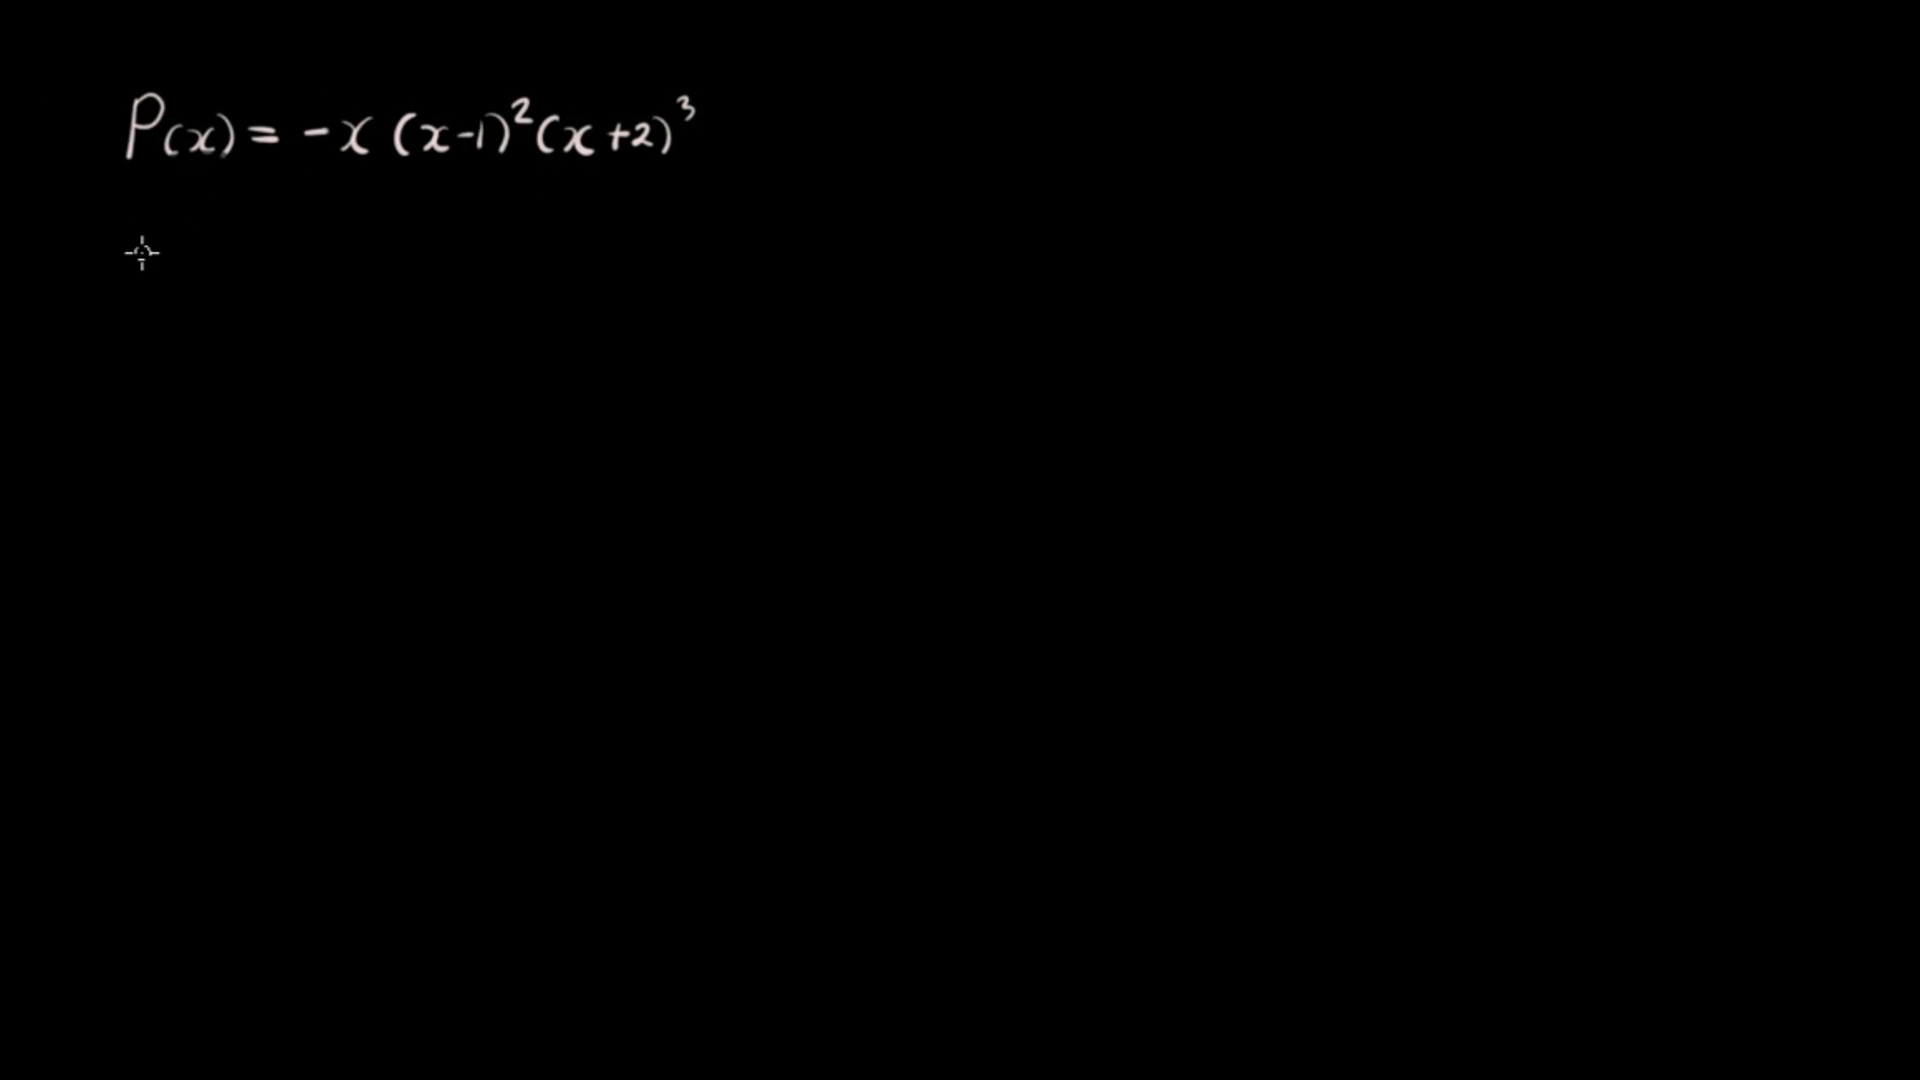 P(x) = -x (x-1)²(x+2)³